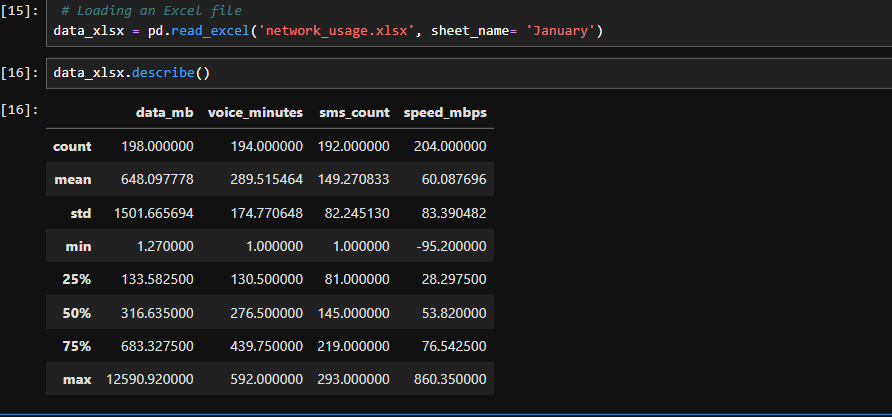 [15]: # Loading an Excel file
data_xlsx = pd.read_excel('network_usage.xlsx', sheet_name= 'January')
[16]: data_xlsx.describe()
[16]: data_mb voice_minutes sms_count speed_mbps
count 198.000000 194.000000 192.000000 204.000000
mean 648.097778 289.515464 149.270833 60.087696
std 1501.665694 174.770648 82.245130 83.390482
min 1.270000 1.000000 1.000000 -95.200000
25% 133.582500 130.500000 81.000000 28.297500
50% 316.635000 276.500000 145.000000 53.820000
75% 683.327500 439.750000 219.000000 76.542500
max 12590.920000 592.000000 293.000000 860.350000